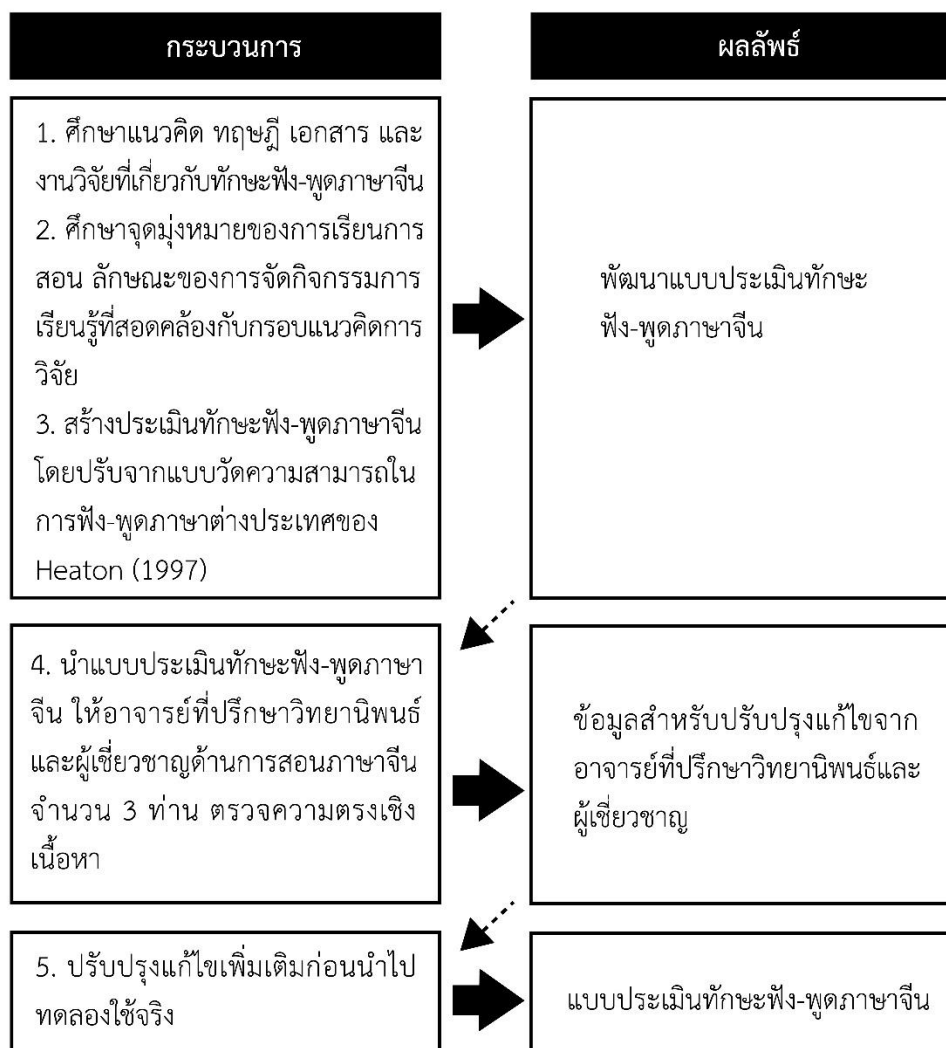 กระบวนการ
ผลลัพธ์
1. ศึกษาแนวคิด ทฤษฎี เอกสาร และ
งานวิจัยที่เกี่ยวกับทักษะฟัง-พูดภาษาจีน
2. ศึกษาจุดมุ่งหมายของการเรียนการ
สอน ลักษณะของการจัดกิจกรรมการ
เรียนรู้ที่สอดคล้องกับกรอบแนวคิดการ
วิจัย
3. สร้างประเมินทักษะฟัง-พูดภาษาจีน
โดยปรับจากแบบวัดความสามารถใน
การฟัง-พูดภาษาต่างประเทศของ
Heaton (1997)
พัฒนาแบบประเมินทักษะ
ฟัง-พูดภาษาจีน
4. นำแบบประเมินทักษะฟัง-พูดภาษา
จีน ให้อาจารย์ที่ปรึกษาวิทยานิพนธ์
และผู้เชี่ยวชาญด้านการสอนภาษาจีน
จำนวน 3 ท่าน ตรวจความตรงเชิง
เนื้อหา
ข้อมูลสำหรับปรับปรุงแก้ไขจาก
อาจารย์ที่ปรึกษาวิทยานิพนธ์และ
ผู้เชี่ยวชาญ
5. ปรับปรุงแก้ไขเพิ่มเติมก่อนนำไป
ทดลองใช้จริง
แบบประเมินทักษะฟัง-พูดภาษาจีน